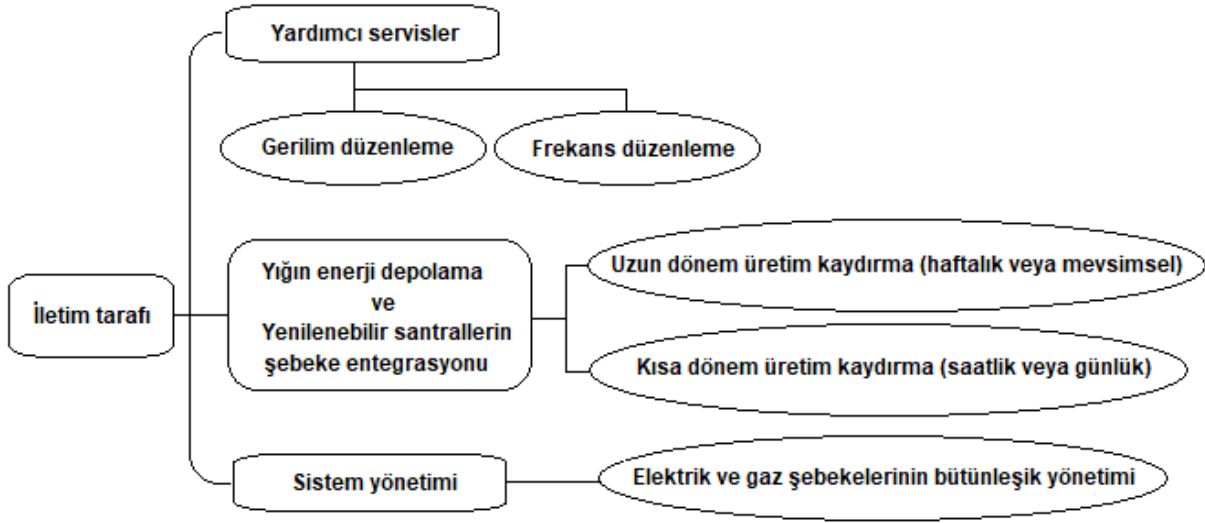 Yardımcı servisler
Gerilim düzenleme
Frekans düzenleme
İletim tarafı
Yığın enerji depolama
ve
Yenilenebilir santrallerin
şebeke entegrasyonu
Uzun dönem üretim kaydırma (haftalık veya mevsimsel)
Kısa dönem üretim kaydırma (saatlik veya günlük)
Sistem yönetimi
Elektrik ve gaz şebekelerinin bütünleşik yönetimi